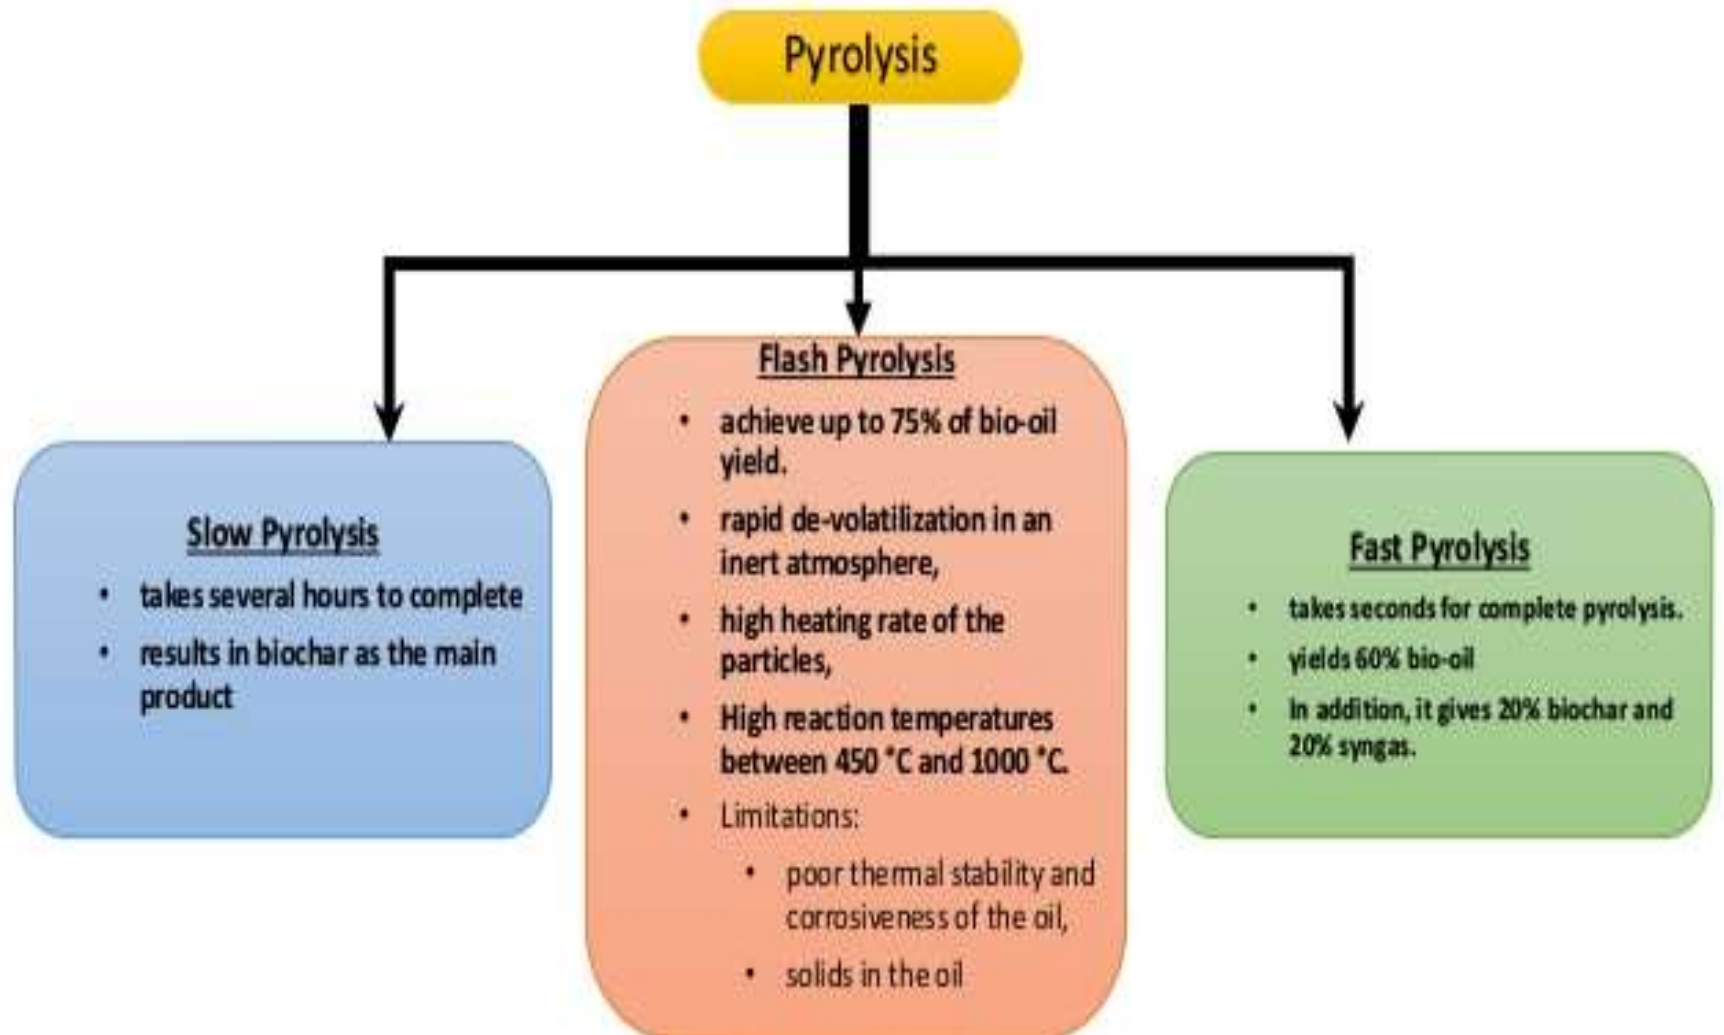 Pyrolysis
Slow Pyrolysis
• takes several hours to complete
• results in biochar as the main
product
Flash Pyrolysis
• achieve up to 75% of bio-oil
yield.
• rapid de-volatilization in an
inert atmosphere,
• high heating rate of the
particles,
• High reaction temperatures
between 450 °C and 1000 °C.
• Limitations:
• poor thermal stability and
corrosiveness of the oil,
• solids in the oil
Fast Pyrolysis
• takes seconds for complete pyrolysis.
• yields 60% bio-oil
• In addition, it gives 20% biochar and
20% syngas.